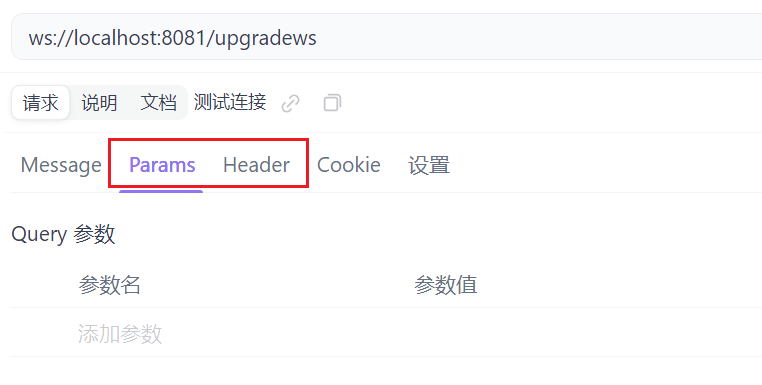 ws://localhost:8081/upgradews
请求 说明 文档 测试连接
Message Params Header Cookie 设置
Query 参数
参数名 参数值
添加参数